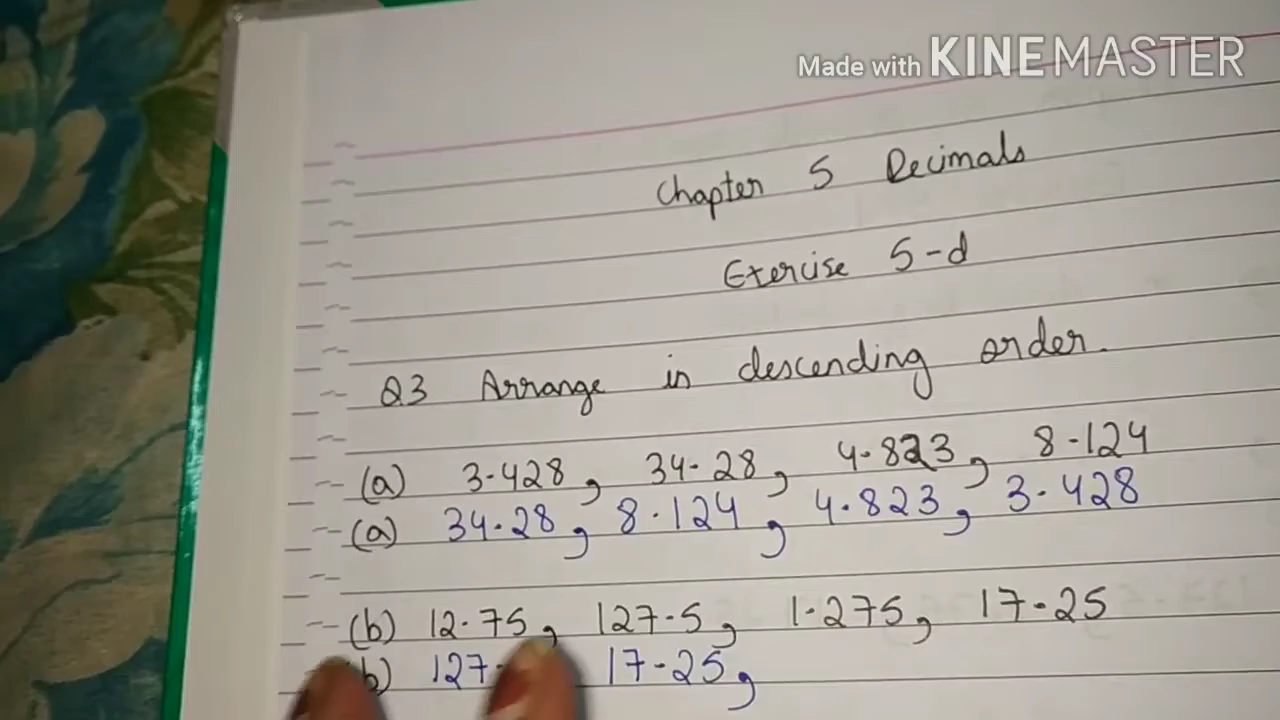 Made with KINEMASTER
Chapter 5 Decimals
Exercise 5-d
Q3 Arrange in descending order.
(a) 3.428, 34.28, 4.823, 8.124
(a) 34.28, 8.124, 4.823, 3.428
(b) 12.75, 127.5, 1.275, 17.25
b) 127 17.25,